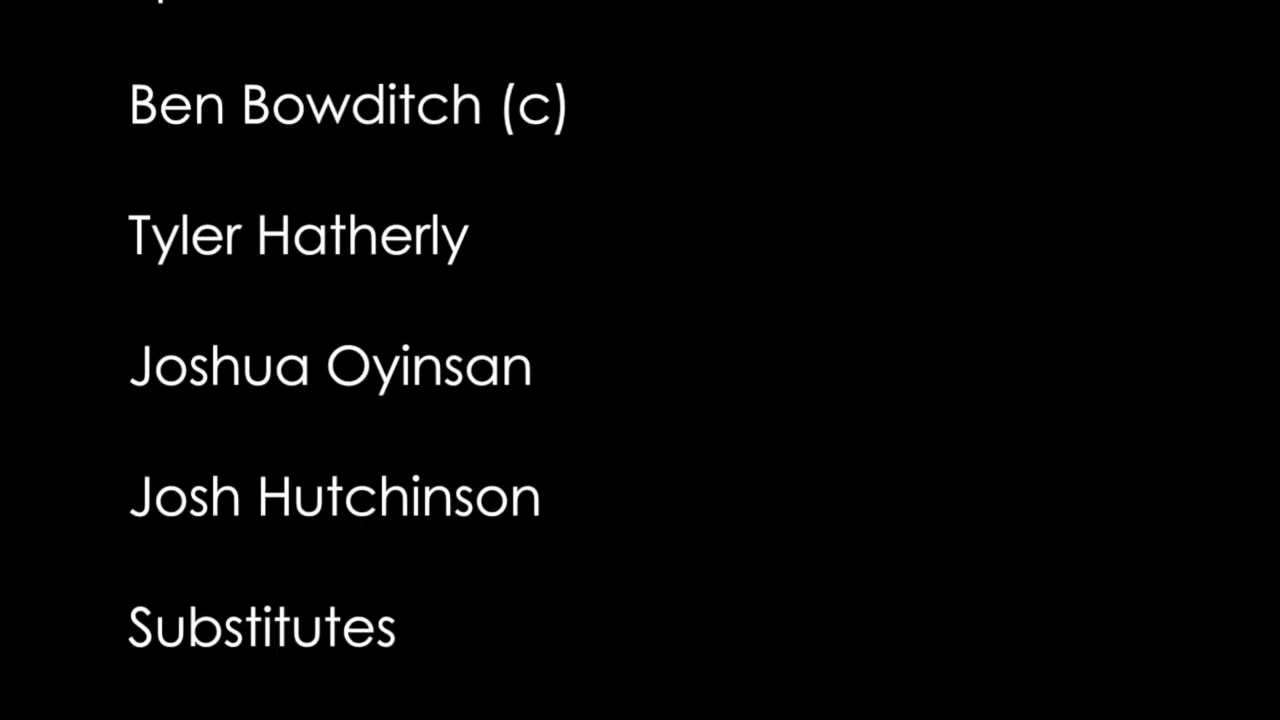 Ben Bowditch (c)
Tyler Hatherly
Joshua Oyinsan
Josh Hutchinson
Substitutes